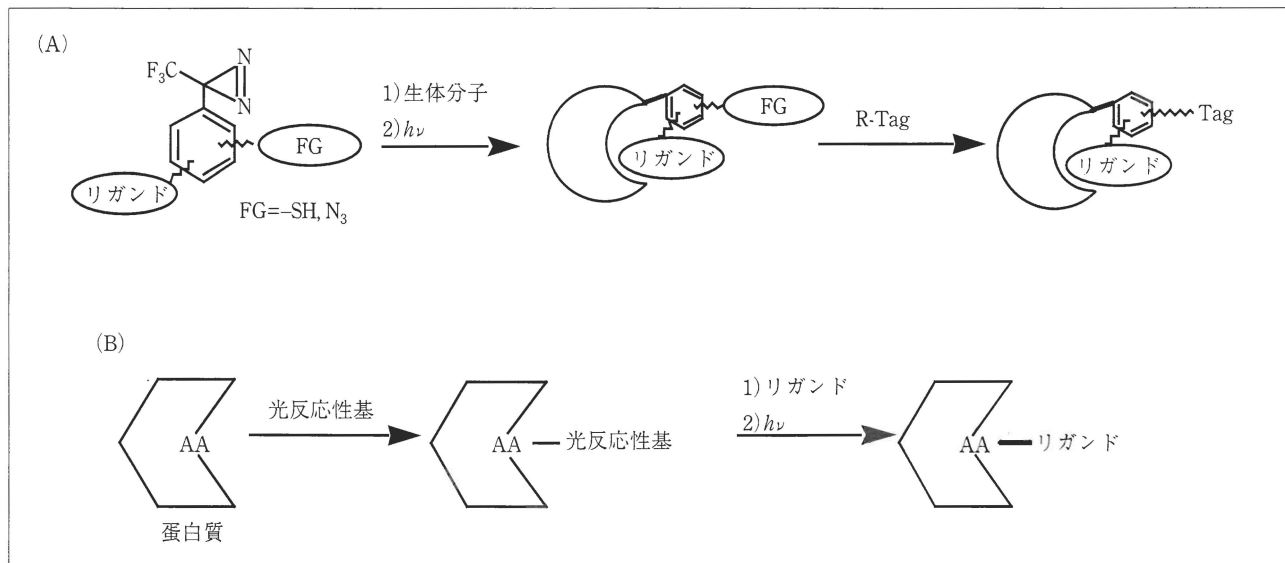 (A)
F₃C
N
N
リガンド
FG
FG=–SH, N₃
1)生体分子
2)hν
FG
リガンド
R-Tag
Tag
リガンド
(B)
AA
蛋白質
光反応性基
AA
光反応性基
1)リガンド
2)hν
AA
リガンド